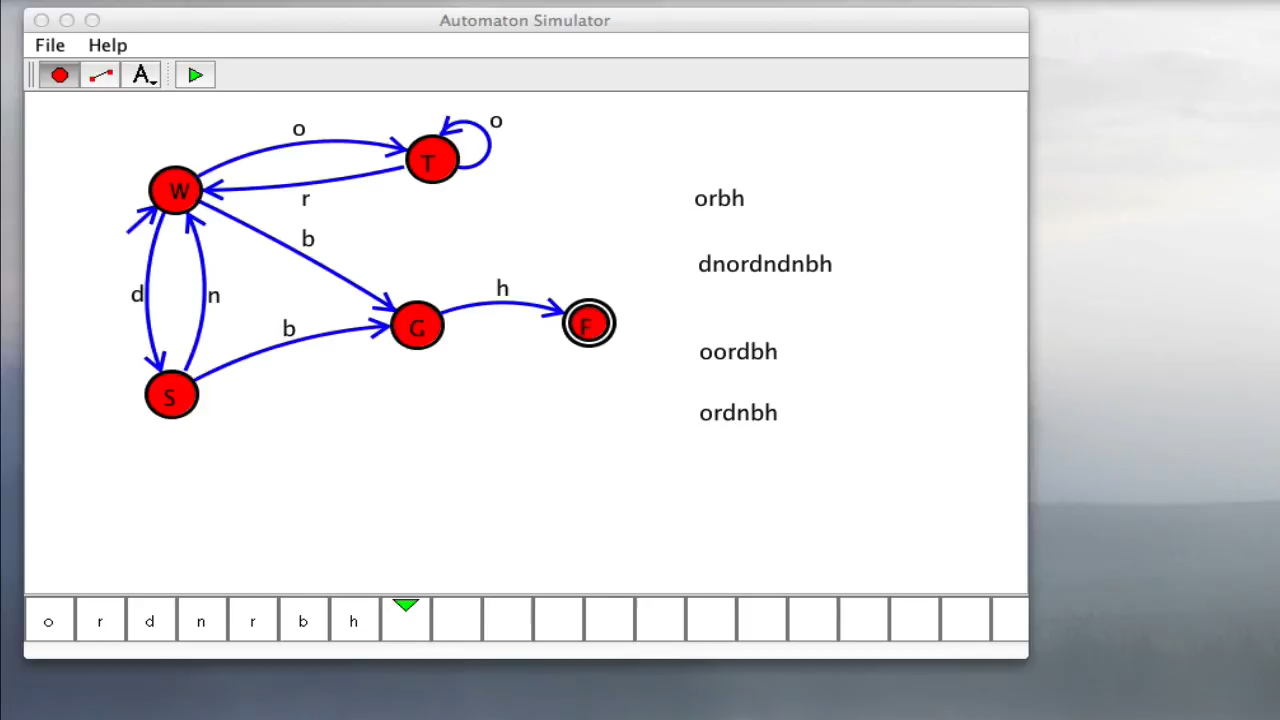 Automaton Simulator
File Help
A
o
o
T
W
r
orbh
b
dnordndnbh
d
n
h
b
G
F
oordbh
S
ordnbh
o r d n r b h